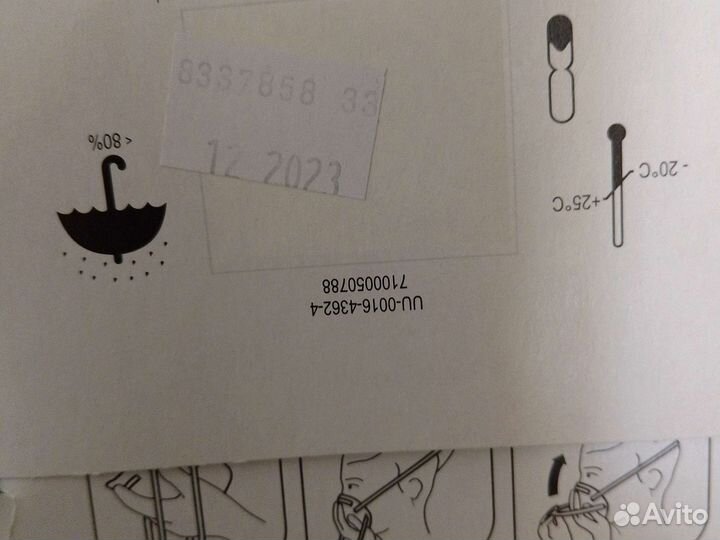 8337858 33
12 2023
< 80%
- 20°C
+25°C
UU-0016-4362-4
7100050788
Avito